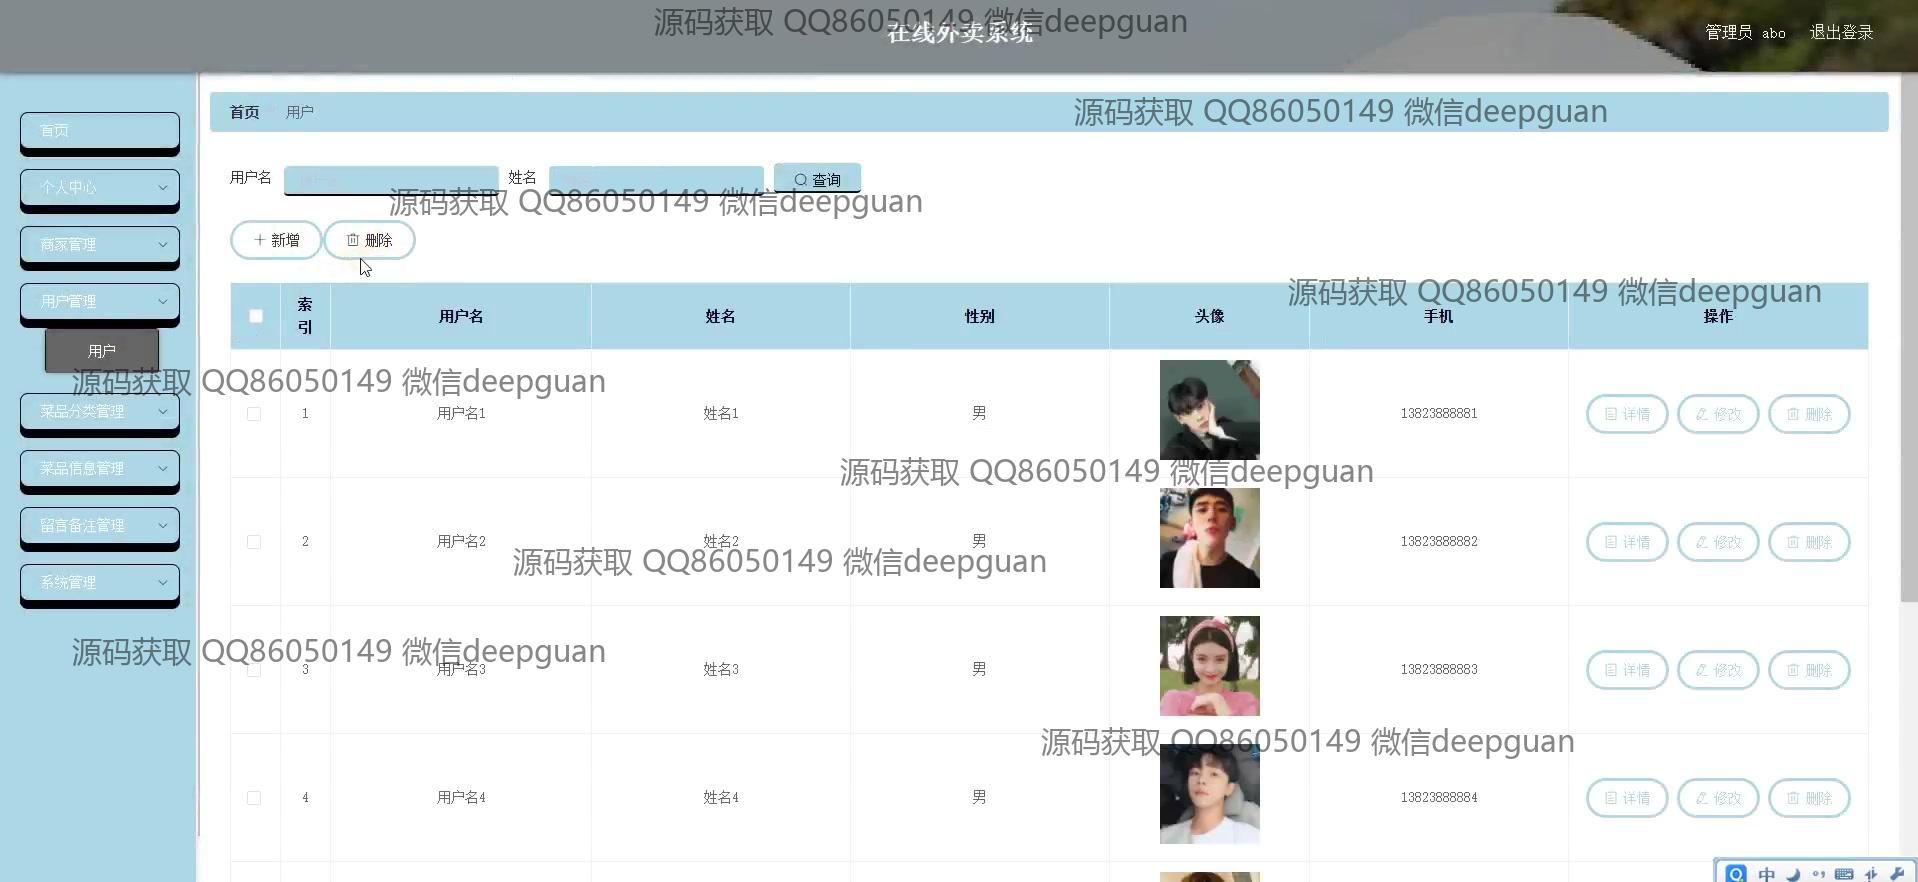 源码获取 QQ86050149 微信deepguan
在线外卖系统
管理员 abo 退出登录
首页
个人中心
商家管理
用户管理
用户
菜品分类管理
菜品信息管理
留言备注管理
系统管理
首页 用户
源码获取 QQ86050149 微信deepguan
用户名 姓名 查询
源码获取 QQ86050149 微信deepguan
新增 删除
源码获取 QQ86050149 微信deepguan
索引 用户名 姓名 性别 头像 手机 操作
源码获取 QQ86050149 微信deepguan
1 用户名1 姓名1 男 13823888881 详情 修改 删除
源码获取 QQ86050149 微信deepguan
2 用户名2 姓名2 男 13823888882 详情 修改 删除
源码获取 QQ86050149 微信deepguan
源码获取 QQ86050149 微信deepguan
3 用户名3 姓名3 男 13823888883 详情 修改 删除
源码获取 QQ86050149 微信deepguan
4 用户名4 姓名4 男 13823888884 详情 修改 删除
中